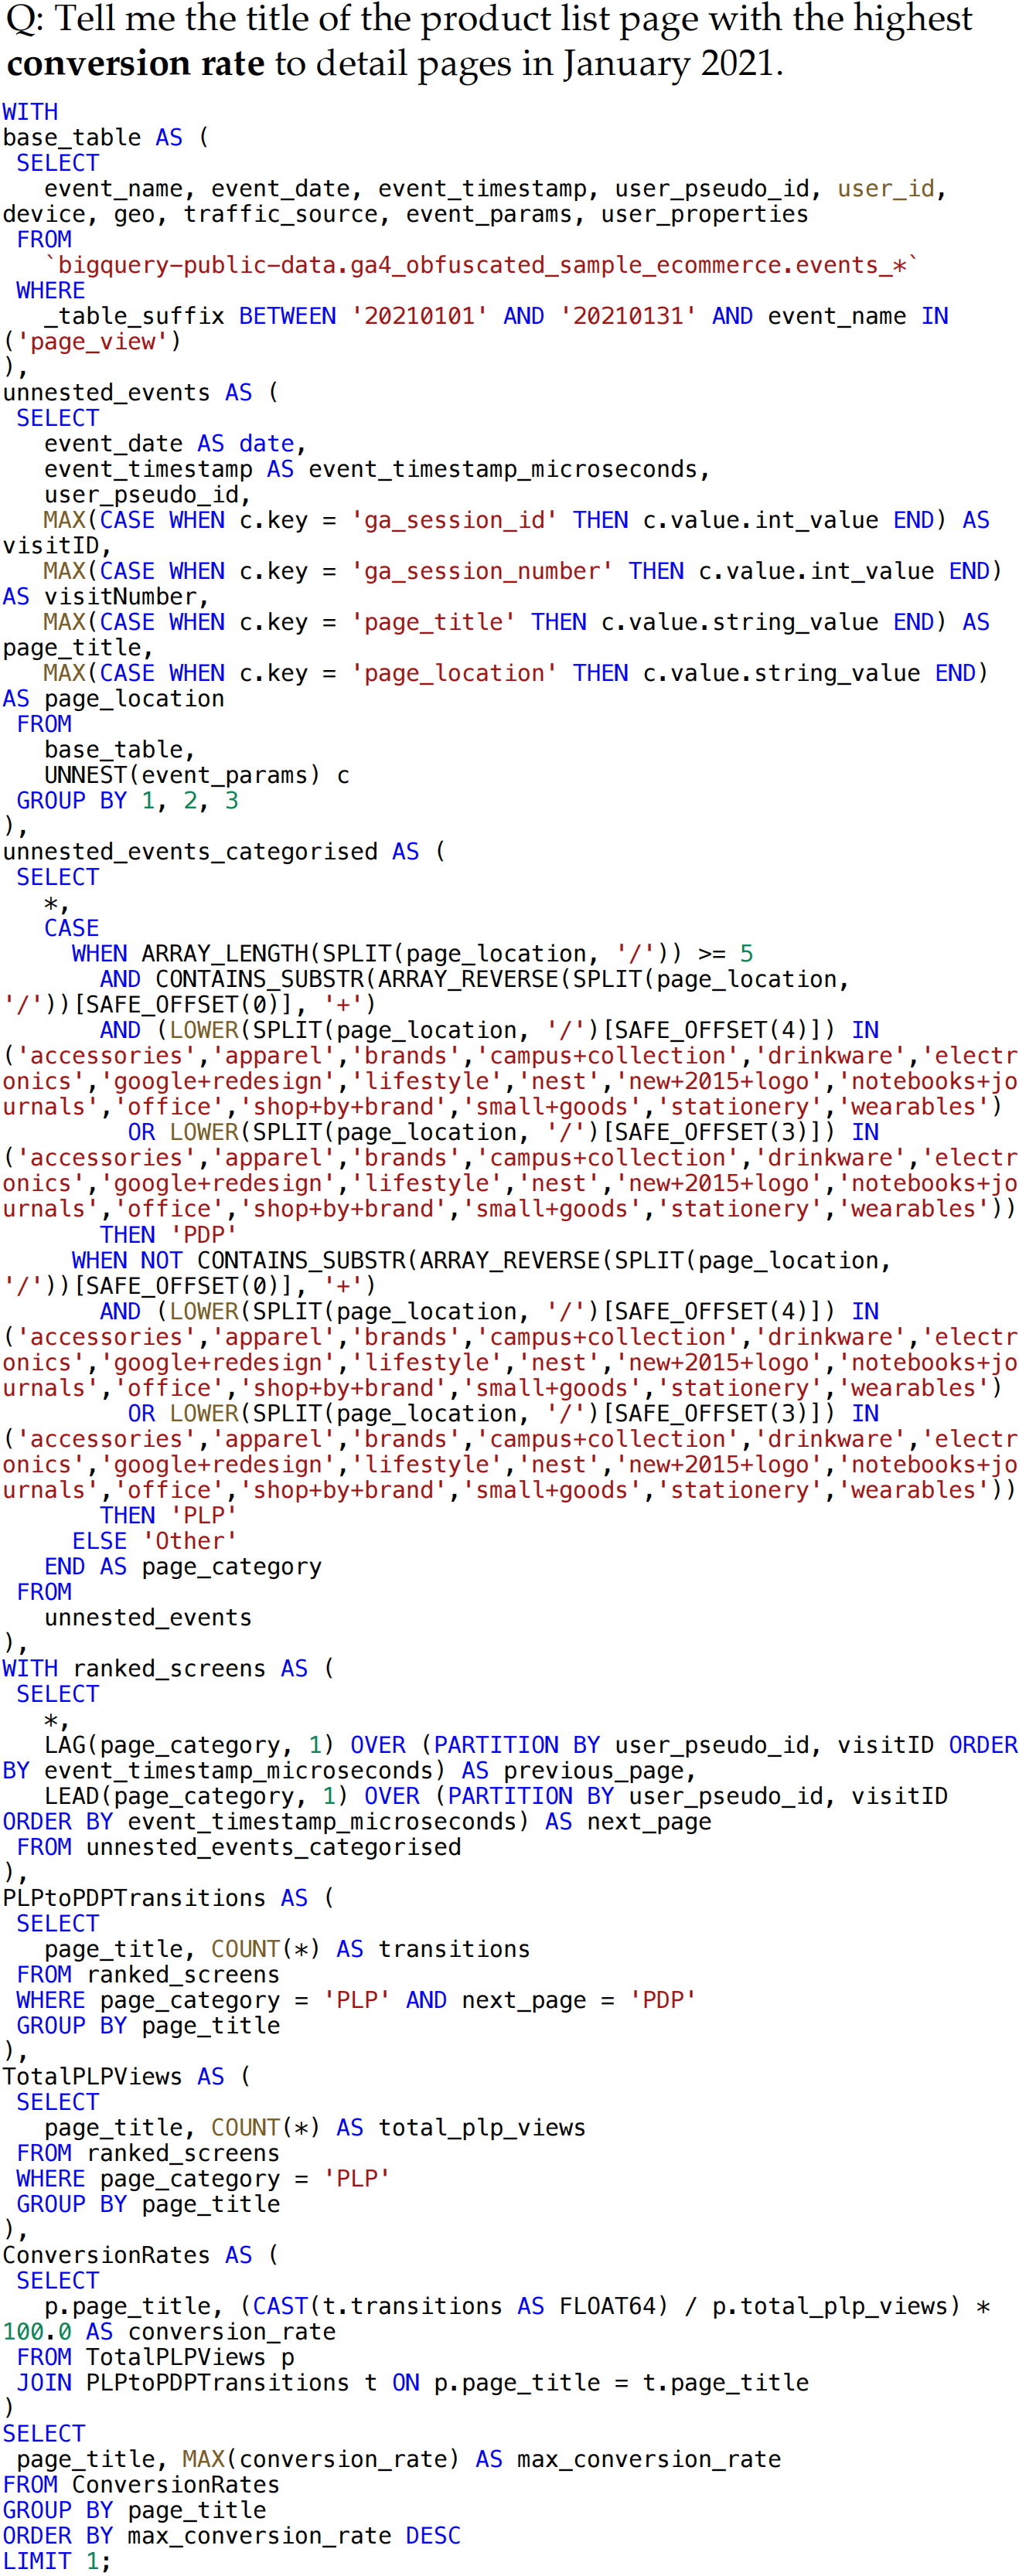 Q: Tell me the title of the product list page with the highest
conversion rate to detail pages in January 2021.
WITH
base_table AS (
SELECT
event_name, event_date, event_timestamp, user_pseudo_id, user_id,
device, geo, traffic_source, event_params, user_properties
FROM
`bigquery-public-data.ga4_obfuscated_sample_ecommerce.events_*`
WHERE
_table_suffix BETWEEN '20210101' AND '20210131' AND event_name IN
('page_view')
),
unnested_events AS (
SELECT
event_date AS date,
event_timestamp AS event_timestamp_microseconds,
user_pseudo_id,
MAX(CASE WHEN c.key = 'ga_session_id' THEN c.value.int_value END) AS
visitID,
MAX(CASE WHEN c.key = 'ga_session_number' THEN c.value.int_value END)
AS visitNumber,
MAX(CASE WHEN c.key = 'page_title' THEN c.value.string_value END) AS
page_title,
MAX(CASE WHEN c.key = 'page_location' THEN c.value.string_value END)
AS page_location
FROM
base_table,
UNNEST(event_params) c
GROUP BY 1, 2, 3
),
unnested_events_categorised AS (
SELECT
*,
CASE
WHEN ARRAY_LENGTH(SPLIT(page_location, '/')) >= 5
AND CONTAINS_SUBSTR(ARRAY_REVERSE(SPLIT(page_location,
'/'))[SAFE_OFFSET(0)], '+')
AND (LOWER(SPLIT(page_location, '/')[SAFE_OFFSET(4)]) IN
('accessories','apparel','brands','campus+collection','drinkware','electr
onics','google+redesign','lifestyle','nest','new+2015+logo','notebooks+jo
urnals','office','shop+by+brand','small+goods','stationery','wearables')
OR LOWER(SPLIT(page_location, '/')[SAFE_OFFSET(3)]) IN
('accessories','apparel','brands','campus+collection','drinkware','electr
onics','google+redesign','lifestyle','nest','new+2015+logo','notebooks+jo
urnals','office','shop+by+brand','small+goods','stationery','wearables'))
THEN 'PDP'
WHEN NOT CONTAINS_SUBSTR(ARRAY_REVERSE(SPLIT(page_location,
'/'))[SAFE_OFFSET(0)], '+')
AND (LOWER(SPLIT(page_location, '/')[SAFE_OFFSET(4)]) IN
('accessories','apparel','brands','campus+collection','drinkware','electr
onics','google+redesign','lifestyle','nest','new+2015+logo','notebooks+jo
urnals','office','shop+by+brand','small+goods','stationery','wearables')
OR LOWER(SPLIT(page_location, '/')[SAFE_OFFSET(3)]) IN
('accessories','apparel','brands','campus+collection','drinkware','electr
onics','google+redesign','lifestyle','nest','new+2015+logo','notebooks+jo
urnals','office','shop+by+brand','small+goods','stationery','wearables'))
THEN 'PLP'
ELSE 'Other'
END AS page_category
FROM
unnested_events
),
WITH ranked_screens AS (
SELECT
*,
LAG(page_category, 1) OVER (PARTITION BY user_pseudo_id, visitID ORDER
BY event_timestamp_microseconds) AS previous_page,
LEAD(page_category, 1) OVER (PARTITION BY user_pseudo_id, visitID
ORDER BY event_timestamp_microseconds) AS next_page
FROM unnested_events_categorised
),
PLPtoPDPTransitions AS (
SELECT
page_title, COUNT(*) AS transitions
FROM ranked_screens
WHERE page_category = 'PLP' AND next_page = 'PDP'
GROUP BY page_title
),
TotalPLPViews AS (
SELECT
page_title, COUNT(*) AS total_plp_views
FROM ranked_screens
WHERE page_category = 'PLP'
GROUP BY page_title
),
ConversionRates AS (
SELECT
p.page_title, (CAST(t.transitions AS FLOAT64) / p.total_plp_views) *
100.0 AS conversion_rate
FROM TotalPLPViews p
JOIN PLPtoPDPTransitions t ON p.page_title = t.page_title
)
SELECT
page_title, MAX(conversion_rate) AS max_conversion_rate
FROM ConversionRates
GROUP BY page_title
ORDER BY max_conversion_rate DESC
LIMIT 1;